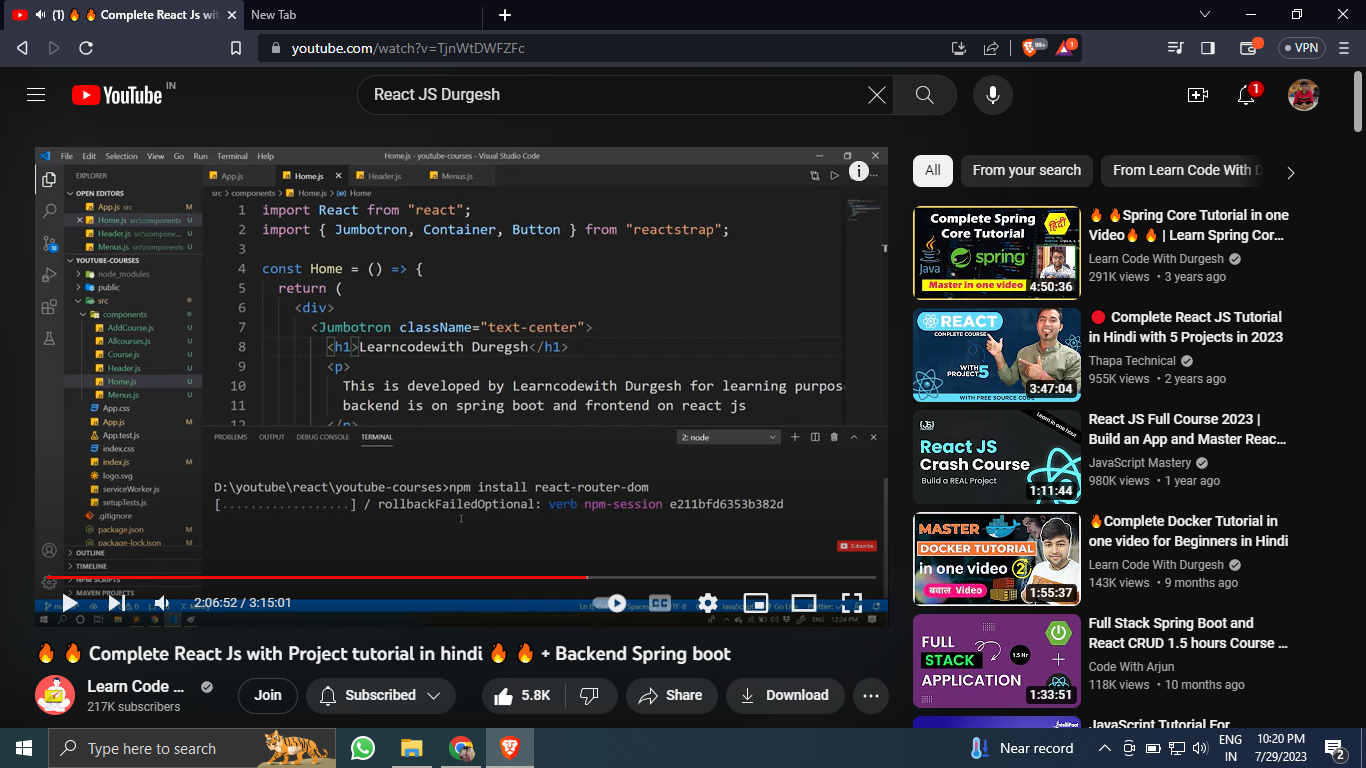 (1) 🔥 🔥 Complete React Js wit
New Tab
youtube.com/watch?v=TjnWtDWFZFc
99+
1
VPN
YouTube IN
React JS Durgesh
1
File Edit Selection View Go Run Terminal Help
Home.js - youtube-courses - Visual Studio Code
EXPLORER
OPEN EDITORS
App.js src M
Home.js src\components U
Header.js src\compone... U
Menus.js src\components U
YOUTUBE-COURSES
node_modules
public
src
components
AddCourse.js U
Allcourses.js U
Course.js U
Header.js U
Home.js U
Menus.js U
App.css
App.js M
App.test.js
index.css
index.js M
logo.svg
serviceWorker.js
setupTests.js
.gitignore
package.json M
package-lock.json M
OUTLINE
TIMELINE
NPM SCRIPTS
MAVEN PROJECTS
App.js
Home.js
Header.js
Menus.js
src > components > Home.js > Home
1 import React from "react";
2 import { Jumbotron, Container, Button } from "reactstrap";
3
4 const Home = () => {
5 return (
6 <div>
7 <Jumbotron className="text-center">
8 <h1>Learncodewith Duregsh</h1>
9 <p>
10 This is developed by Learncodewith Durgesh for learning purpos
11 backend is on spring boot and frontend on react js
12 </p>
PROBLEMS OUTPUT DEBUG CONSOLE TERMINAL
2: node
D:\youtube\react\youtube-courses>npm install react-router-dom
[..................] / rollbackFailedOptional: verb npm-session e211bfd6353b382d
Subscribe
2:06:52 / 3:15:01
ENG 12:24 PM
🔥 🔥 Complete React Js with Project tutorial in hindi 🔥 🔥 + Backend Spring boot
Learn Code ...
217K subscribers
Join
Subscribed
5.8K
Share
Download
All
From your search
From Learn Code With D
Complete Spring
Core Tutorial
हिंदी
Java
spring
Master in one video
4:50:36
🔥 🔥Spring Core Tutorial in one
Video🔥 🔥 | Learn Spring Cor...
Learn Code With Durgesh
291K views • 3 years ago
REACT
COMPLETE COURSE
WITH
PROJECT 5
WITH FREE SOURCE CODE
3:47:04
🔴 Complete React JS Tutorial
in Hindi with 5 Projects in 2023
Thapa Technical
955K views • 2 years ago
Learn in one hour
React JS
Crash Course
Build a REAL Project
1:11:44
React JS Full Course 2023 |
Build an App and Master Reac...
JavaScript Mastery
980K views • 1 year ago
MASTER
DOCKER TUTORIAL
in one video
बवाल Video
1:55:37
🔥Complete Docker Tutorial in
one video for Beginners in Hindi
Learn Code With Durgesh
143K views • 9 months ago
FULL
STACK
APPLICATION
1.5 Hr
1:33:51
Full Stack Spring Boot and
React CRUD 1.5 hours Course ...
Code With Arjun
118K views • 10 months ago
JavaScript Tutorial For
Type here to search
Near record
ENG
IN
10:20 PM
7/29/2023
2